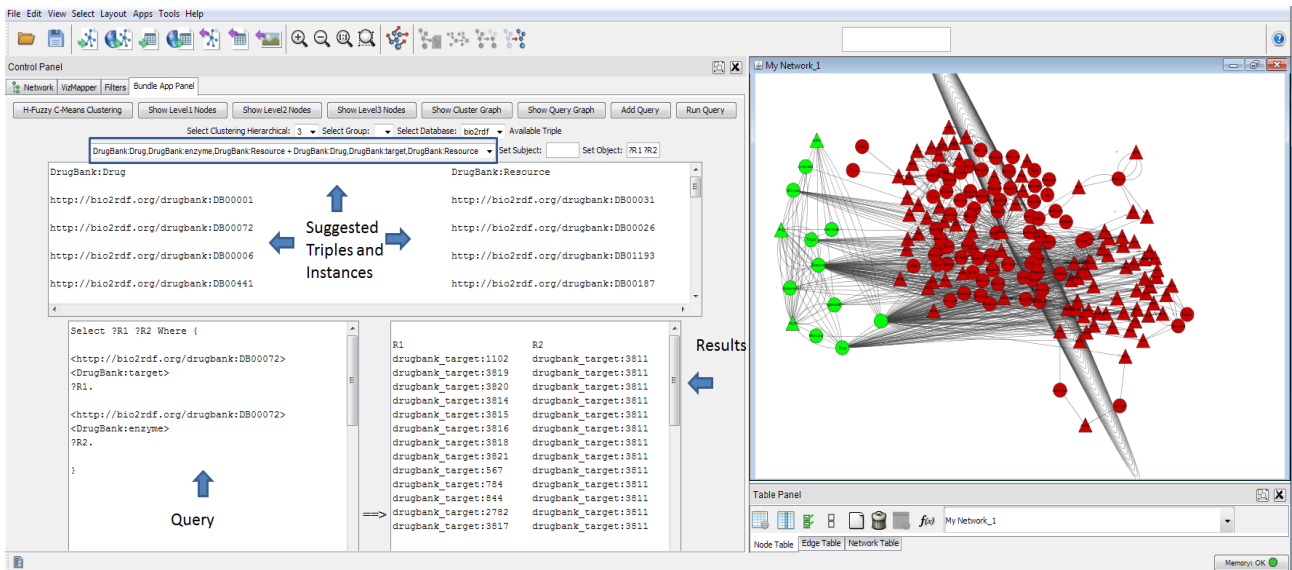 File Edit View Select Layout Apps Tools Help
Control Panel
Network VizMapper Filters Bundle App Panel
H-Fuzzy C-Means Clustering Show Level1 Nodes Show Level2 Nodes Show Level3 Nodes Show Cluster Graph Show Query Graph Add Query Run Query
Select Clustering Hierarchical: 3 Select Group: Select Database: bio2rdf Available Triple
DrugBank:Drug,DrugBank:enzyme,DrugBank:Resource + DrugBank:Drug,DrugBank:target,DrugBank:Resource Set Subject: Set Object: ?R1 ?R2
DrugBank:Drug DrugBank:Resource
http://bio2rdf.org/drugbank:DB00001 http://bio2rdf.org/drugbank:DB00031
http://bio2rdf.org/drugbank:DB00072 http://bio2rdf.org/drugbank:DB00026
http://bio2rdf.org/drugbank:DB00006 http://bio2rdf.org/drugbank:DB01193
http://bio2rdf.org/drugbank:DB00441 http://bio2rdf.org/drugbank:DB00187
Suggested
Triples and
Instances
Select ?R1 ?R2 Where {
<http://bio2rdf.org/drugbank:DB00072>
<DrugBank:target>
?R1.
<http://bio2rdf.org/drugbank:DB00072>
<DrugBank:enzyme>
?R2.
}
Query
==>
R1 R2
drugbank_target:1102 drugbank_target:3811
drugbank_target:3819 drugbank_target:3811
drugbank_target:3820 drugbank_target:3811
drugbank_target:3814 drugbank_target:3811
drugbank_target:3815 drugbank_target:3811
drugbank_target:3816 drugbank_target:3811
drugbank_target:3818 drugbank_target:3811
drugbank_target:3821 drugbank_target:3811
drugbank_target:567 drugbank_target:3811
drugbank_target:784 drugbank_target:3811
drugbank_target:844 drugbank_target:3811
drugbank_target:2782 drugbank_target:3811
drugbank_target:3817 drugbank_target:3811
Results
My Network_1
Table Panel
f(x) My Network_1
Node Table Edge Table Network Table
Memory: OK